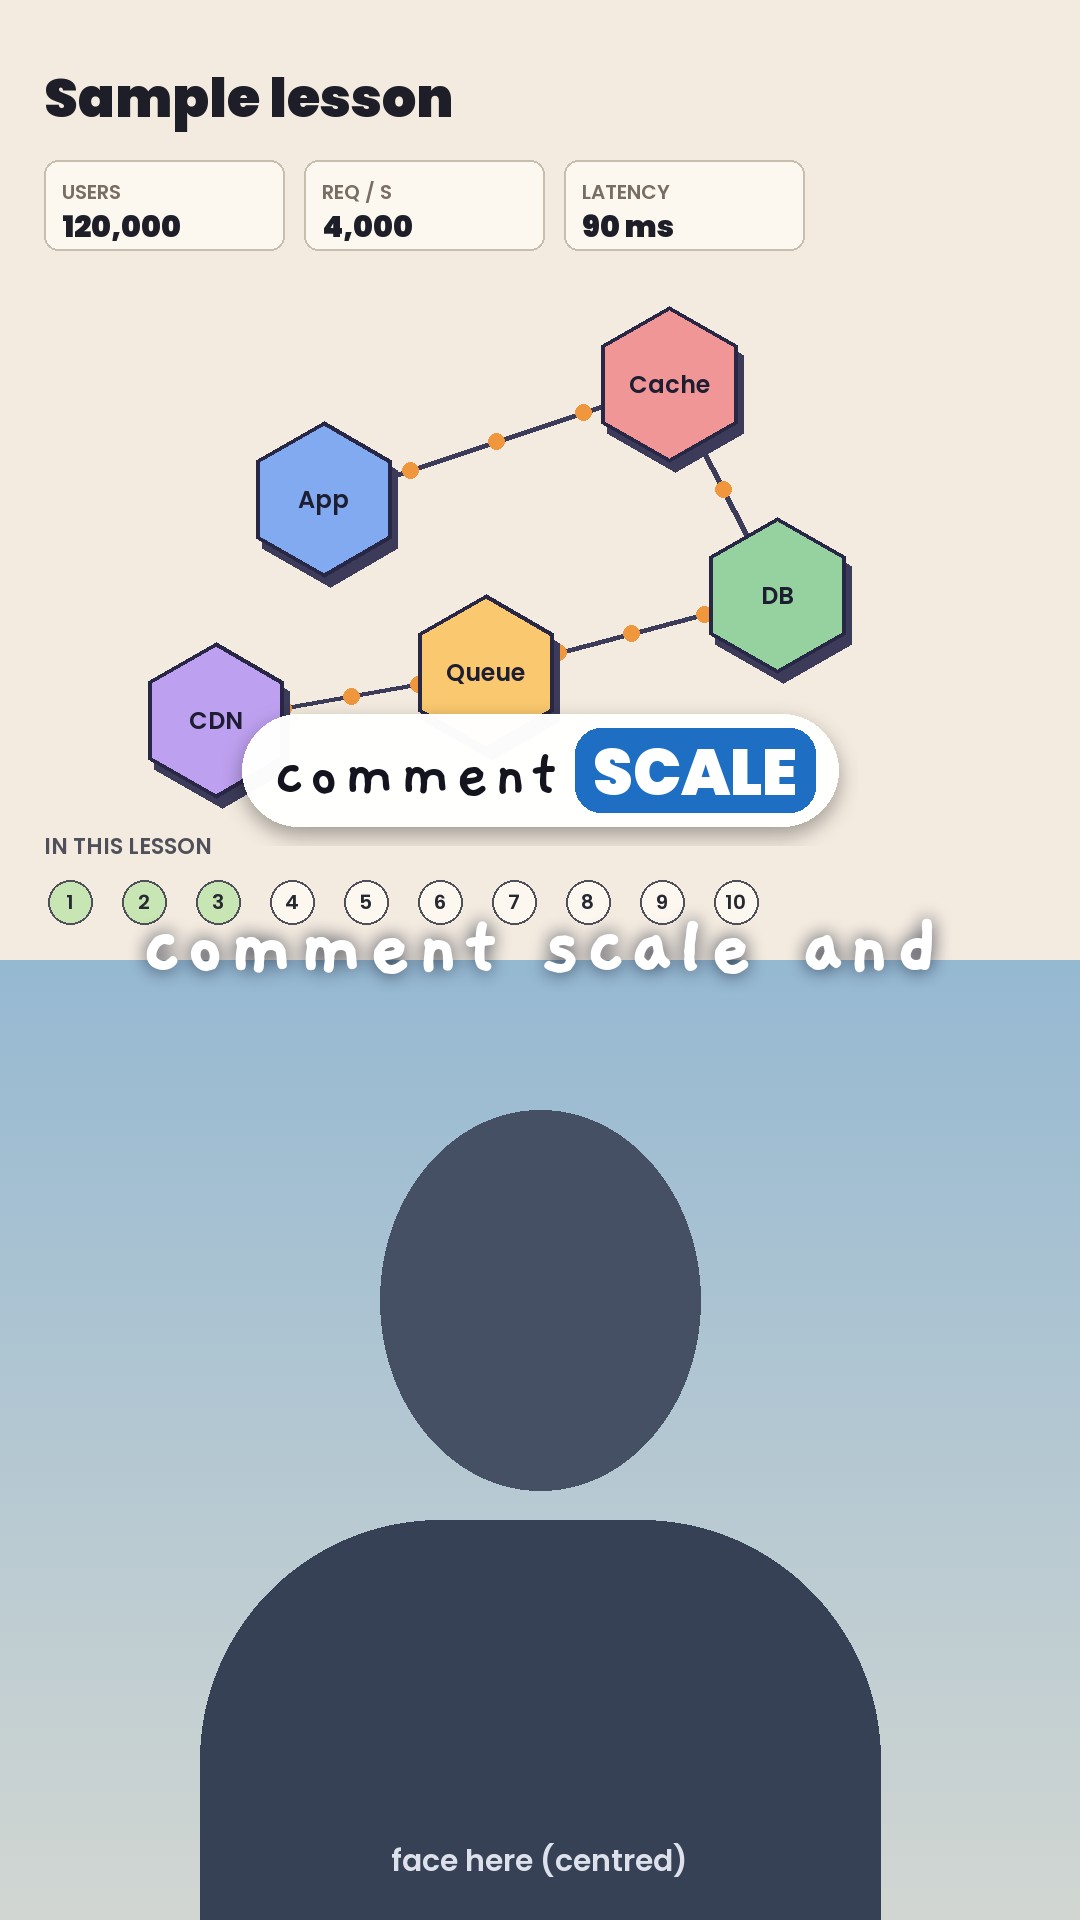 Sample lesson
USERS REQ / S LATENCY
120,000 4,000 90 ms
Cache
App
DB
Queue
CDN
comment SCALE
IN THIS LESSON
1 2 3 4 5 6 7 8 9 10
comment scale and
face here (centred)